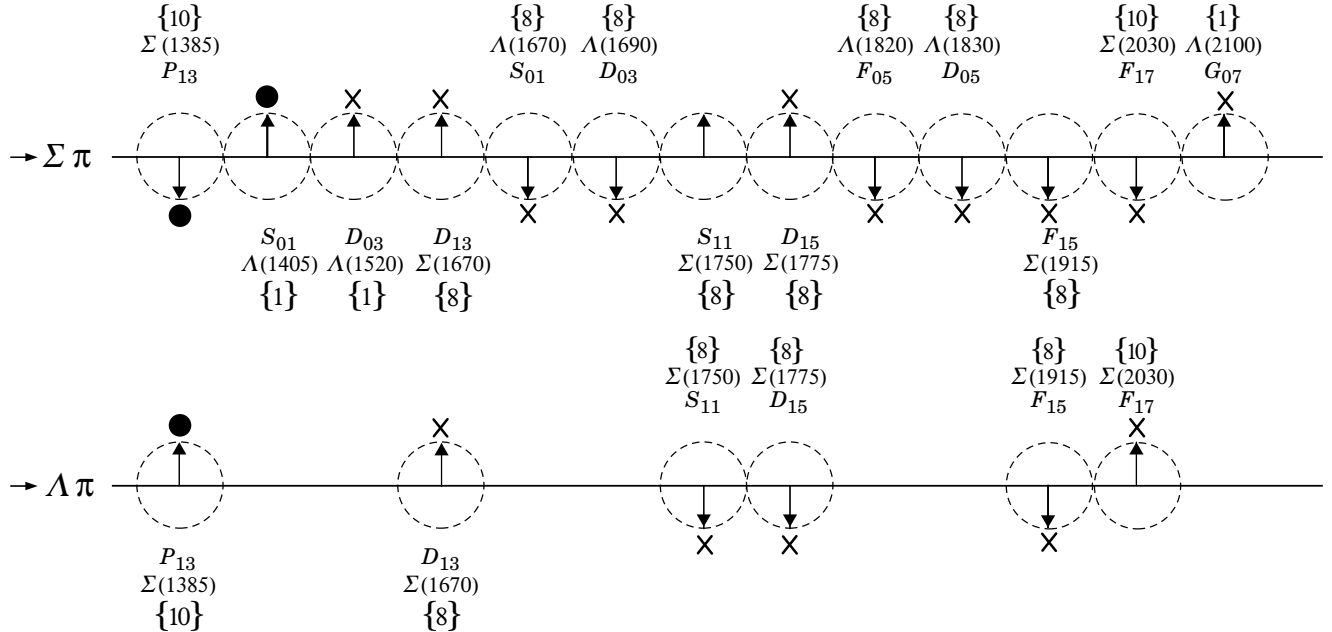 {10} {8} {8} {8} {8} {10} {1}
Σ (1385) Λ(1670) Λ(1690) Λ(1820) Λ(1830) Σ(2030) Λ(2100)
P₁₃ S₀₁ D₀₃ F₀₅ D₀₅ F₁₇ G₀₇
→ Σ π
S₀₁ D₀₃ D₁₃ S₁₁ D₁₅ F₁₅
Λ(1405) Λ(1520) Σ(1670) Σ(1750) Σ(1775) Σ(1915)
{1} {1} {8} {8} {8} {8}
{8} {8} {8} {10}
Σ(1750) Σ(1775) Σ(1915) Σ(2030)
S₁₁ D₁₅ F₁₅ F₁₇
→ Λ π
P₁₃ D₁₃
Σ(1385) Σ(1670)
{10} {8}